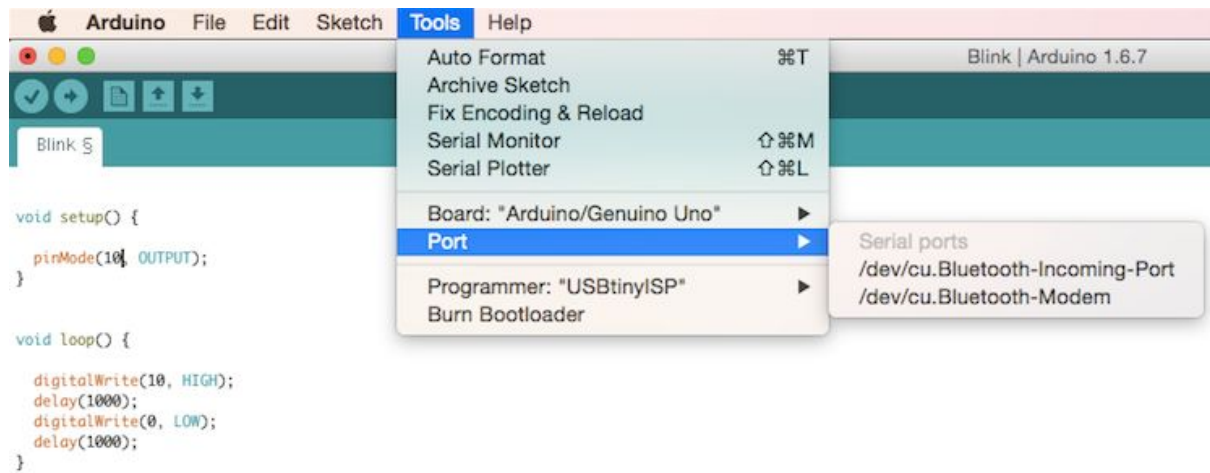 Arduino File Edit Sketch Tools Help
Blink | Arduino 1.6.7
Auto Format ⌘T
Archive Sketch
Fix Encoding & Reload
Serial Monitor ⇧⌘M
Serial Plotter ⇧⌘L
Board: "Arduino/Genuino Uno" ▶
Port ▶
Programmer: "USBtinyISP" ▶
Burn Bootloader
Serial ports
/dev/cu.Bluetooth-Incoming-Port
/dev/cu.Bluetooth-Modem
Blink §
void setup() {
pinMode(10, OUTPUT);
}
void loop() {
digitalWrite(10, HIGH);
delay(1000);
digitalWrite(0, LOW);
delay(1000);
}